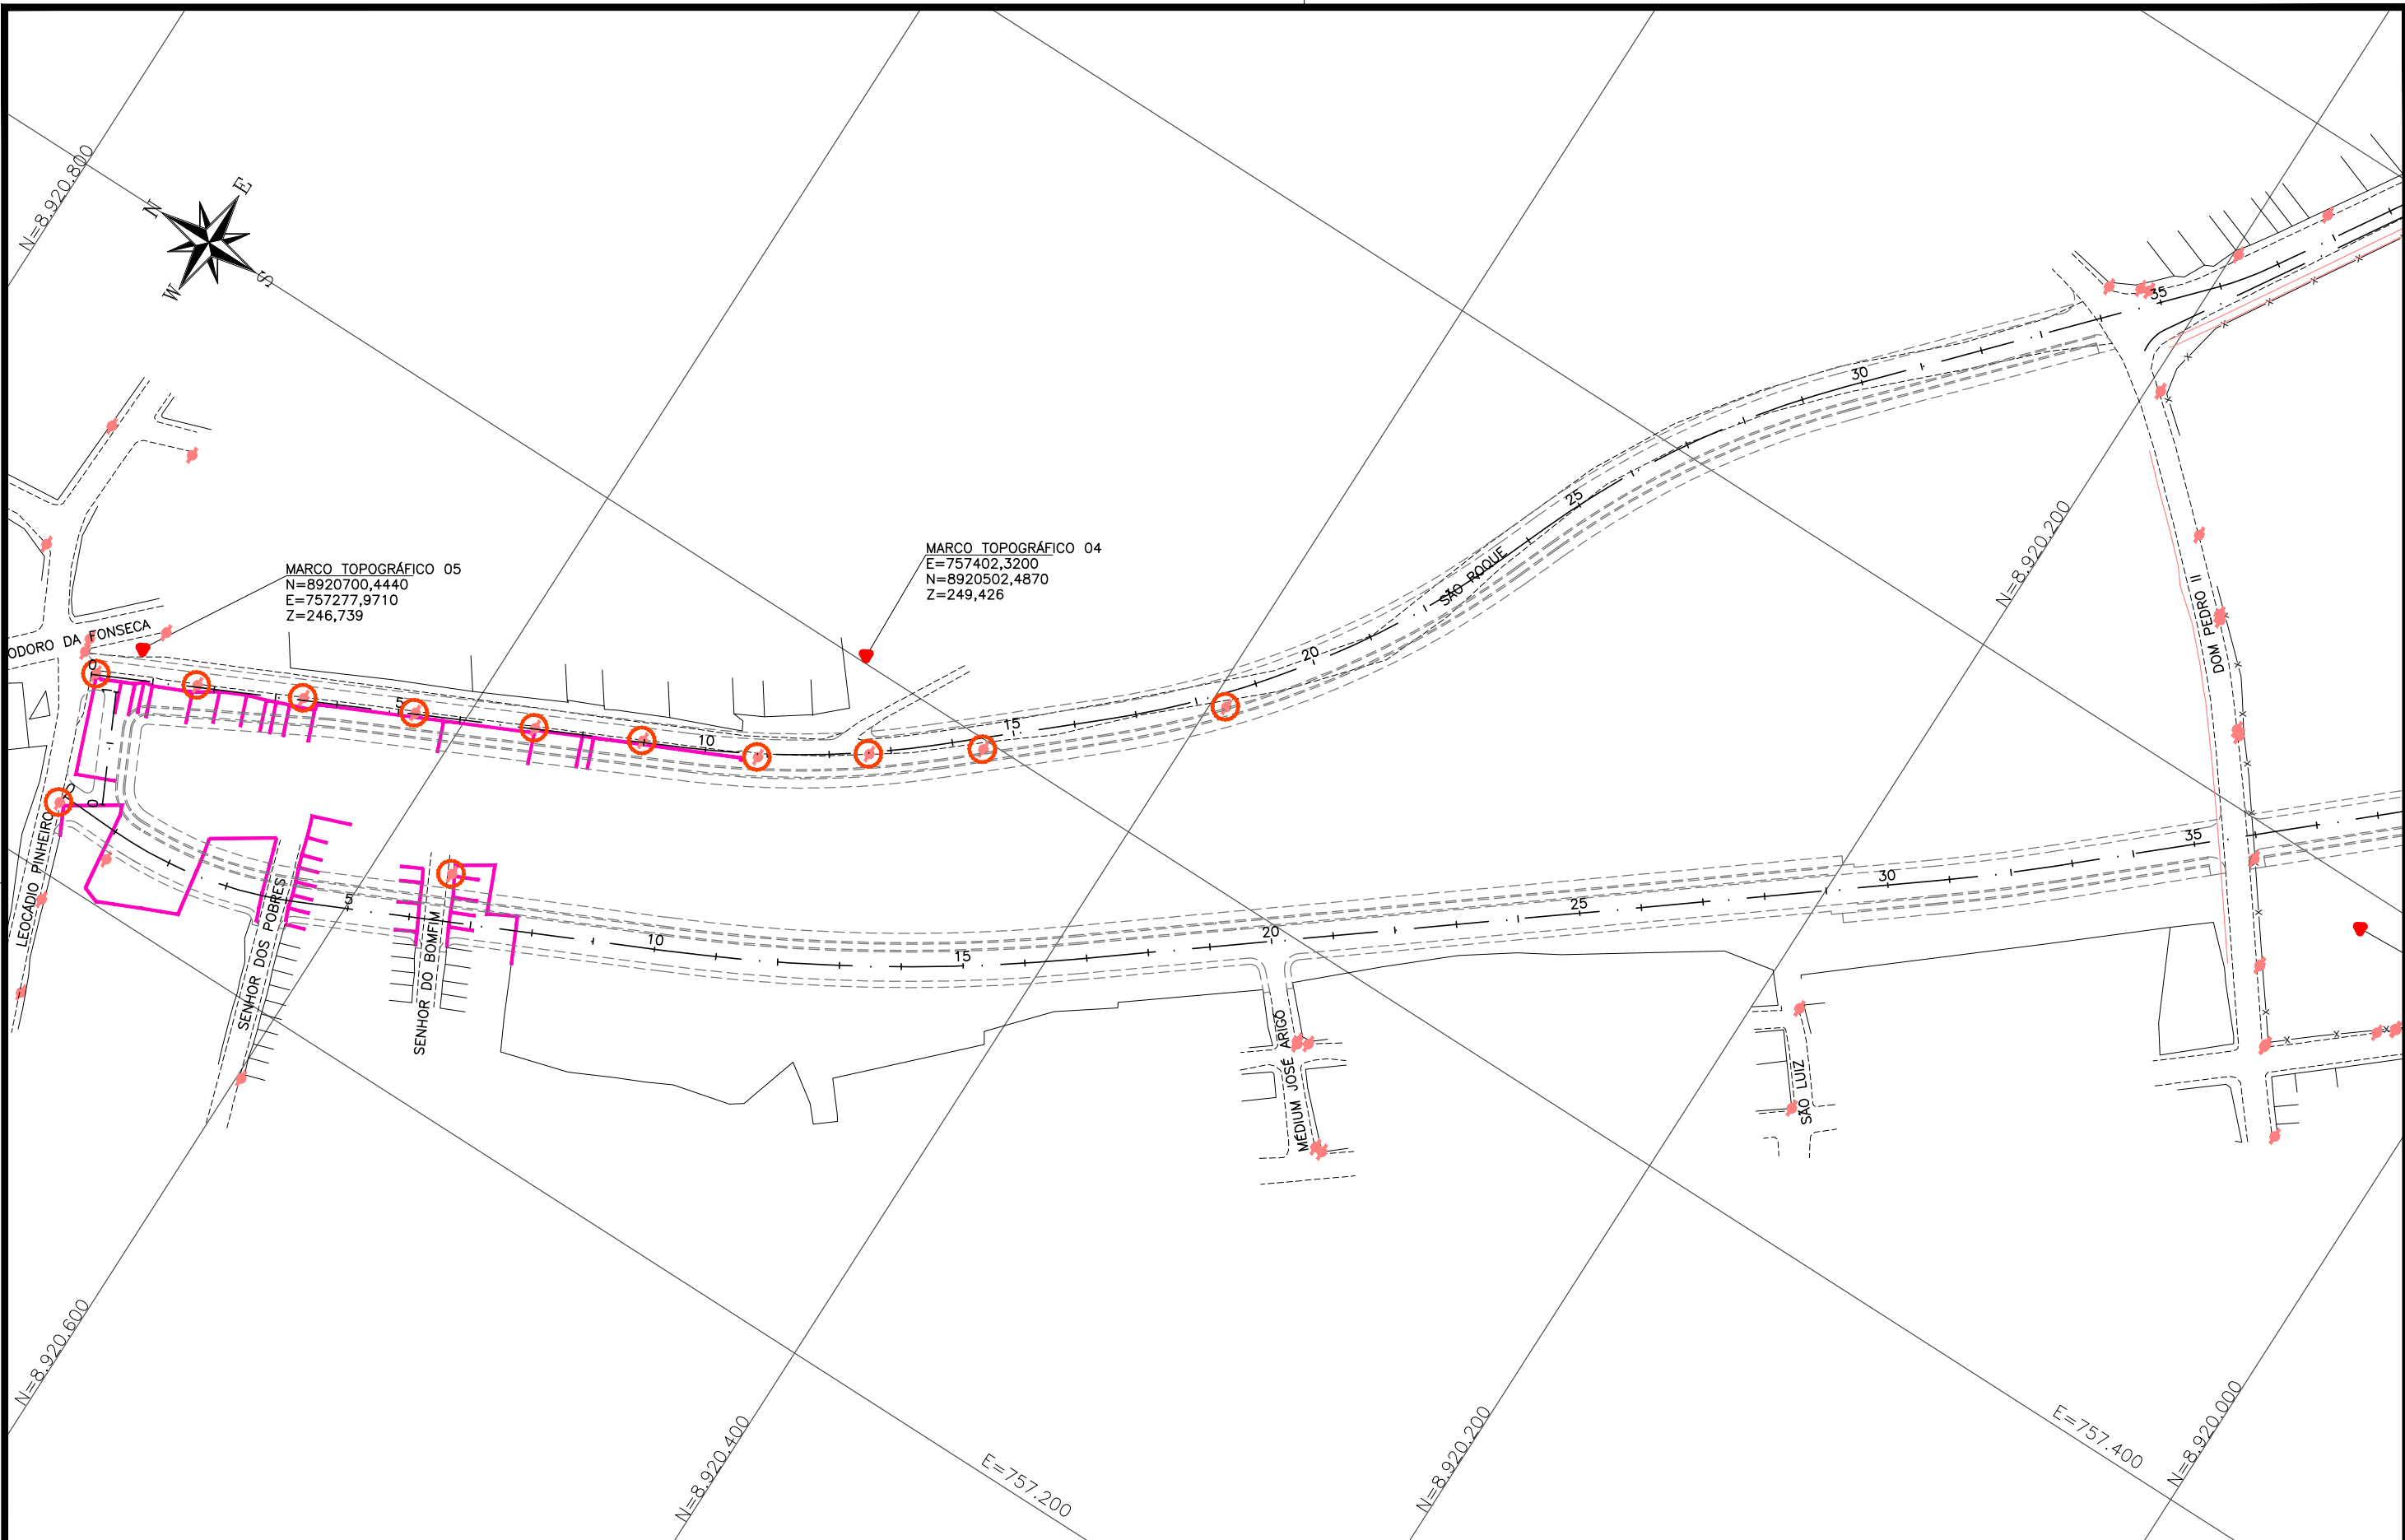 N=8.920.800
N
E
S
W
MARCO TOPOGRÁFICO 05
N=8920700,4440
E=757277,9710
Z=246,739
MARCO TOPOGRÁFICO 04
E=757402,3200
N=8920502,4870
Z=249,426
ODORO DA FONSECA
0
5
10
15
20
25
30
35
SÃO ROQUE
N=8.920.200
DOM PEDRO II
1
0
0
5
10
15
20
25
30
35
LEOCÁDIO PINHEIRO
SENHOR DOS POBRES
SENHOR DO BOMFIM
MÉDIUM JOSÉ ARIGÓ
SÃO LUIZ
N=8.920.600
N=8.920.400
E=757.200
N=8.920.200
E=757.400
N=8.920.000